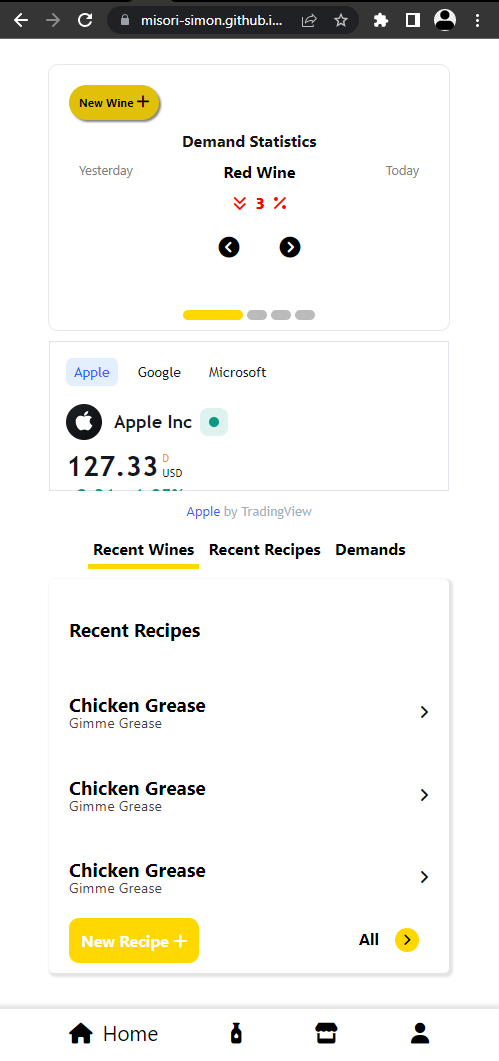 misori-simon.github.i...
New Wine +
Demand Statistics
Yesterday Red Wine Today
3 %
Apple Google Microsoft
Apple Inc
127.33 D USD
Apple by TradingView
Recent Wines Recent Recipes Demands
Recent Recipes
Chicken Grease
Gimme Grease
Chicken Grease
Gimme Grease
Chicken Grease
Gimme Grease
New Recipe + All
Home